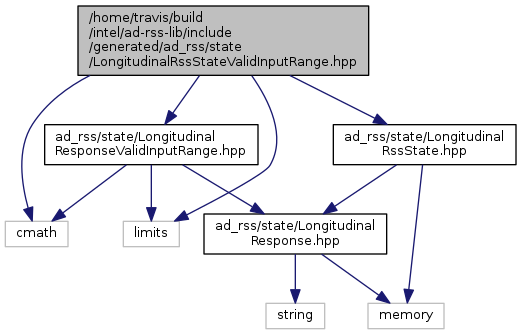 /home/travis/build
/intel/ad-rss-lib/include
/generated/ad_rss/state
/LongitudinalRssStateValidInputRange.hpp
ad_rss/state/Longitudinal
ResponseValidInputRange.hpp
ad_rss/state/Longitudinal
RssState.hpp
cmath
limits
ad_rss/state/Longitudinal
Response.hpp
string
memory